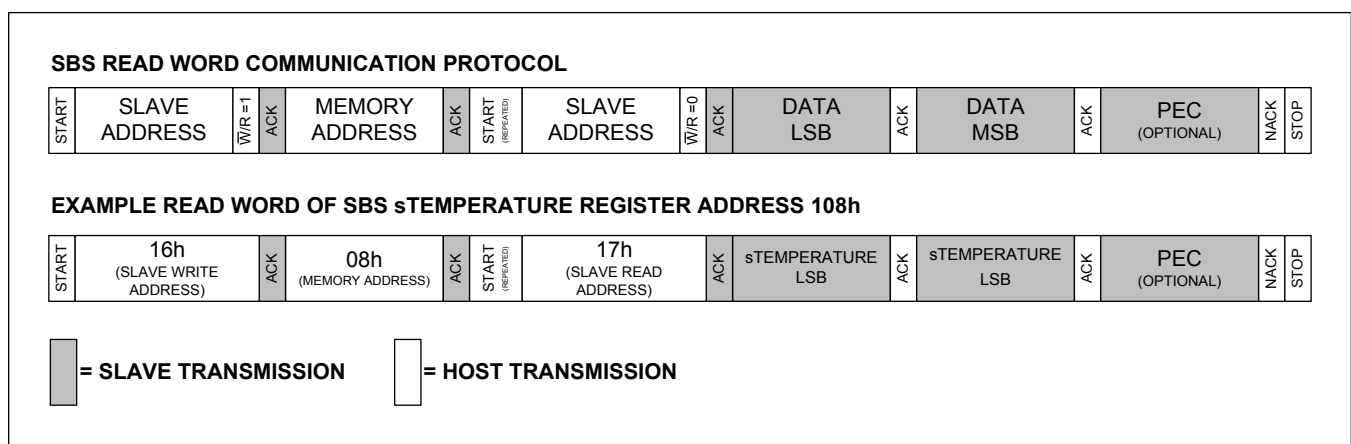 SBS READ WORD COMMUNICATION PROTOCOL
START
SLAVE
ADDRESS
W̅/R =1
ACK
MEMORY
ADDRESS
ACK
START
(REPEATED)
SLAVE
ADDRESS
W̅/R =0
ACK
DATA
LSB
ACK
DATA
MSB
ACK
PEC
(OPTIONAL)
NACK
STOP
EXAMPLE READ WORD OF SBS sTEMPERATURE REGISTER ADDRESS 108h
START
16h
(SLAVE WRITE
ADDRESS)
ACK
08h
(MEMORY ADDRESS)
ACK
START
(REPEATED)
17h
(SLAVE READ
ADDRESS)
ACK
sTEMPERATURE
LSB
ACK
sTEMPERATURE
LSB
ACK
PEC
(OPTIONAL)
NACK
STOP
= SLAVE TRANSMISSION
= HOST TRANSMISSION